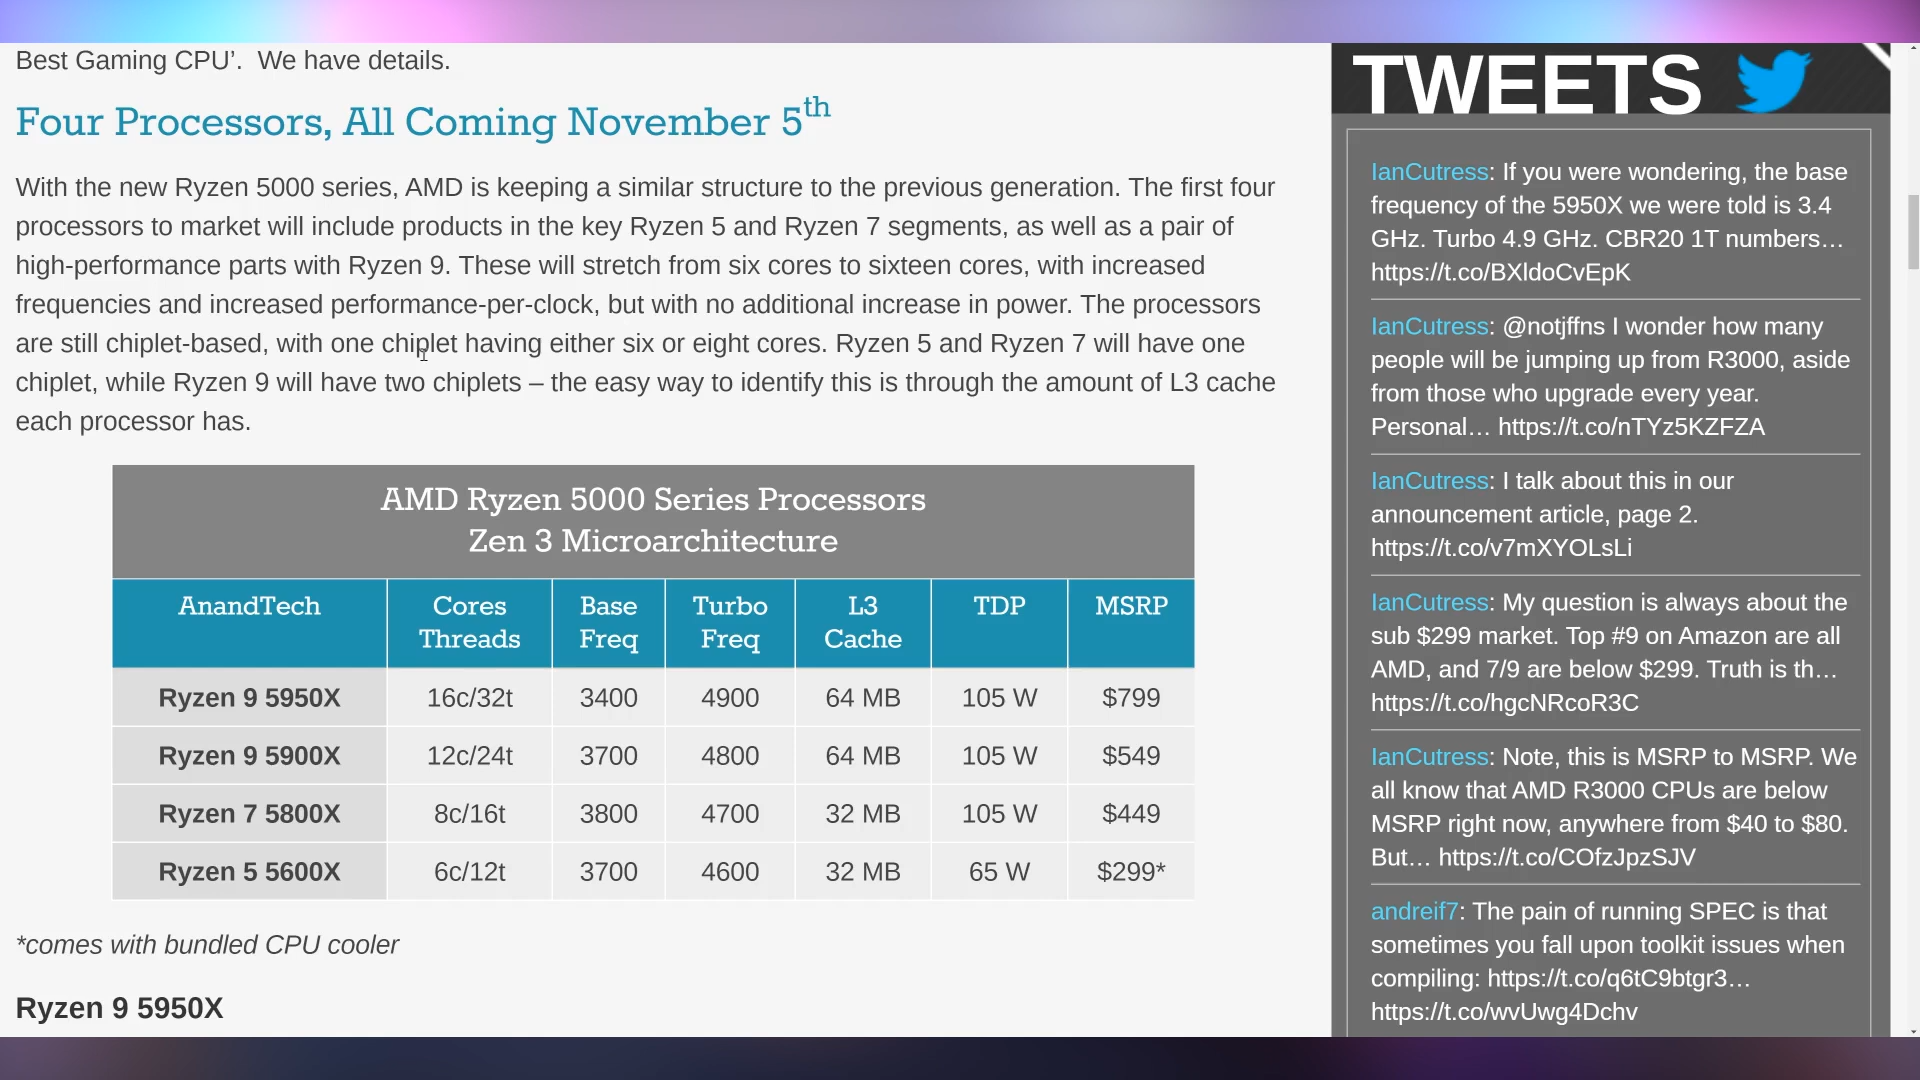 Best Gaming CPU’.  We have details.
Four Processors, All Coming November 5th
With the new Ryzen 5000 series, AMD is keeping a similar structure to the previous generation. The first four
processors to market will include products in the key Ryzen 5 and Ryzen 7 segments, as well as a pair of
high-performance parts with Ryzen 9. These will stretch from six cores to sixteen cores, with increased
frequencies and increased performance-per-clock, but with no additional increase in power. The processors
are still chiplet-based, with one chiplet having either six or eight cores. Ryzen 5 and Ryzen 7 will have one
chiplet, while Ryzen 9 will have two chiplets – the easy way to identify this is through the amount of L3 cache
each processor has.
AMD Ryzen 5000 Series Processors
Zen 3 Microarchitecture
AnandTech Cores Threads Base Freq Turbo Freq L3 Cache TDP MSRP
Ryzen 9 5950X 16c/32t 3400 4900 64 MB 105 W $799
Ryzen 9 5900X 12c/24t 3700 4800 64 MB 105 W $549
Ryzen 7 5800X 8c/16t 3800 4700 32 MB 105 W $449
Ryzen 5 5600X 6c/12t 3700 4600 32 MB 65 W $299*
*comes with bundled CPU cooler
Ryzen 9 5950X
TWEETS
IanCutress: If you were wondering, the base
frequency of the 5950X we were told is 3.4
GHz. Turbo 4.9 GHz. CBR20 1T numbers…
https://t.co/BXldoCvEpK
IanCutress: @notjffns I wonder how many
people will be jumping up from R3000, aside
from those who upgrade every year.
Personal… https://t.co/nTYz5KZFZA
IanCutress: I talk about this in our
announcement article, page 2.
https://t.co/v7mXYOLsLi
IanCutress: My question is always about the
sub $299 market. Top #9 on Amazon are all
AMD, and 7/9 are below $299. Truth is th…
https://t.co/hgcNRcoR3C
IanCutress: Note, this is MSRP to MSRP. We
all know that AMD R3000 CPUs are below
MSRP right now, anywhere from $40 to $80.
But… https://t.co/COfzJpzSJV
andreif7: The pain of running SPEC is that
sometimes you fall upon toolkit issues when
compiling: https://t.co/q6tC9btgr3…
https://t.co/wvUwg4Dchv